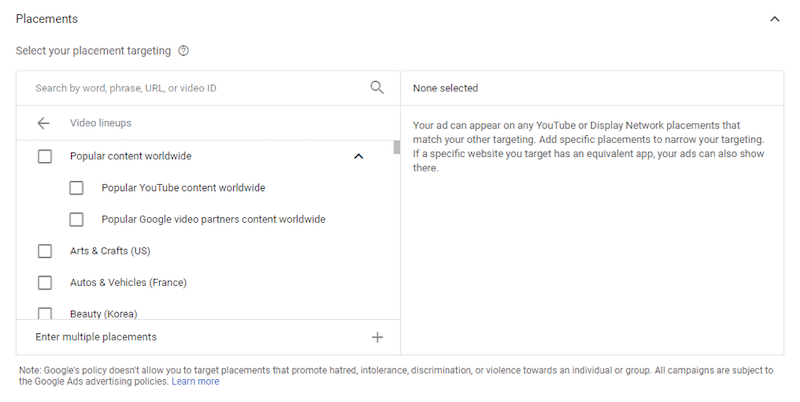 Placements
Select your placement targeting
Search by word, phrase, URL, or video ID
None selected
Video lineups
Your ad can appear on any YouTube or Display Network placements that
match your other targeting. Add specific placements to narrow your targeting.
If a specific website you target has an equivalent app, your ads can also show
there.
Popular content worldwide
Popular YouTube content worldwide
Popular Google video partners content worldwide
Arts & Crafts (US)
Autos & Vehicles (France)
Beauty (Korea)
Enter multiple placements
Note: Google's policy doesn't allow you to target placements that promote hatred, intolerance, discrimination, or violence towards an individual or group. All campaigns are subject to
the Google Ads advertising policies. Learn more